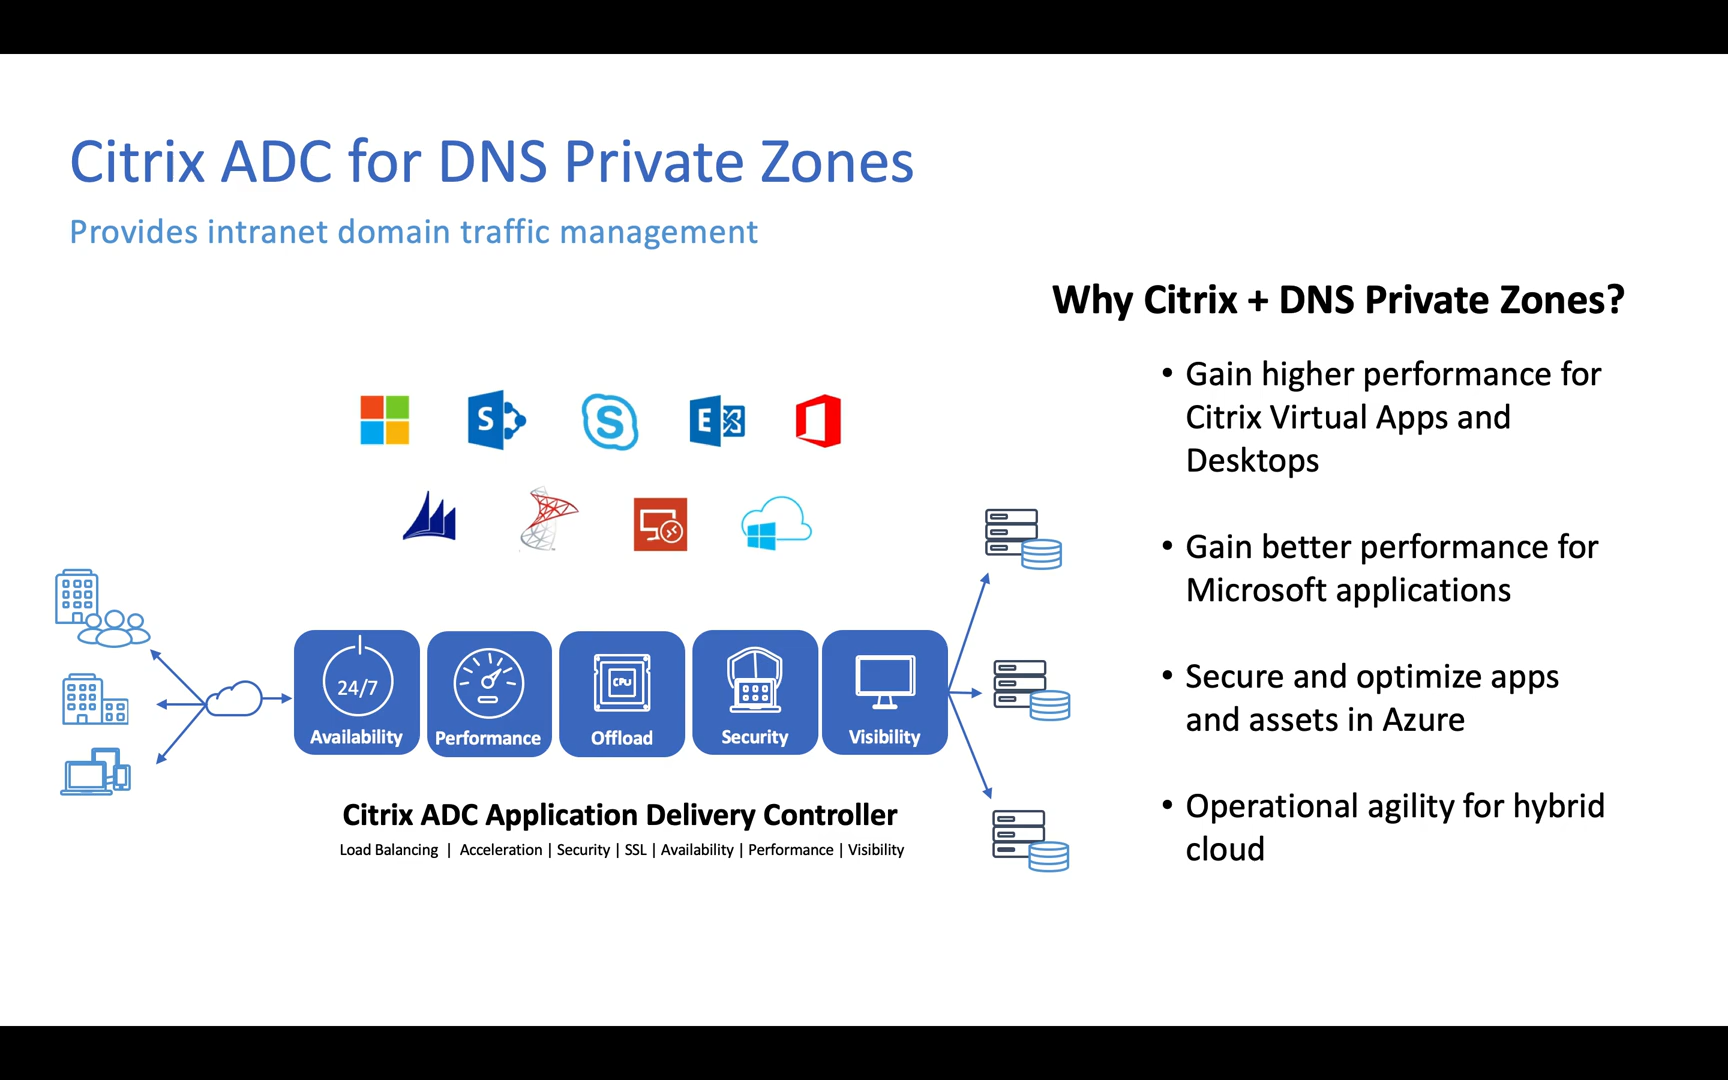 Citrix ADC for DNS Private Zones
Provides intranet domain traffic management
Why Citrix + DNS Private Zones?
• Gain higher performance for
Citrix Virtual Apps and
Desktops
• Gain better performance for
Microsoft applications
• Secure and optimize apps
and assets in Azure
• Operational agility for hybrid
cloud
S
S
E
24/7
CPU
Availability
Performance
Offload
Security
Visibility
Citrix ADC Application Delivery Controller
Load Balancing | Acceleration | Security | SSL | Availability | Performance | Visibility